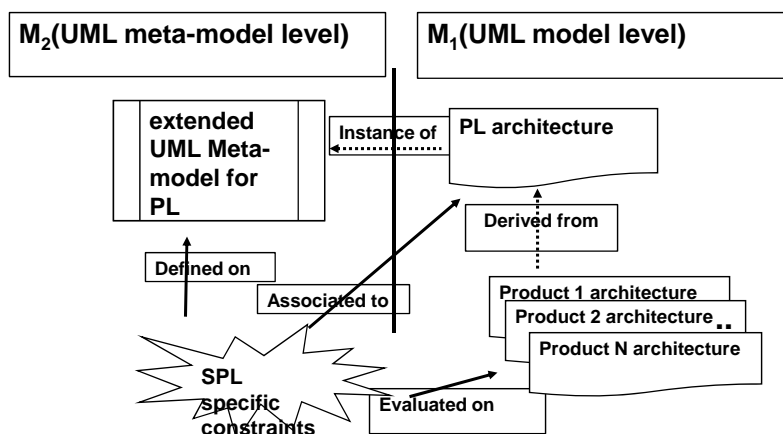 M₂(UML meta-model level)
M₁(UML model level)
extended
UML Meta-
model for
PL
Instance of
PL architecture
Derived from
Defined on
Associated to
Product 1 architecture
Product 2 architecture
..
Product N architecture
SPL
specific
constraints
Evaluated on